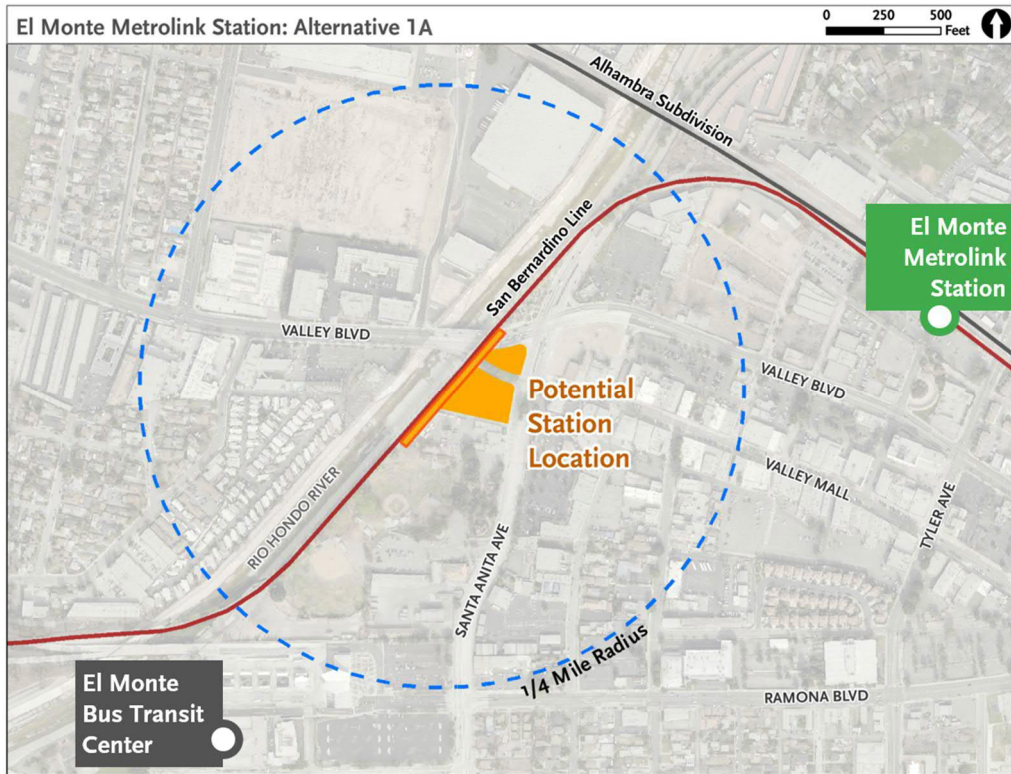 El Monte Metrolink Station: Alternative 1A
0 250 500
Feet
Alhambra Subdivision
San Bernardino Line
El Monte
Metrolink
Station
VALLEY BLVD
VALLEY BLVD
Potential
Station
Location
VALLEY MALL
RIO HONDO RIVER
TYLER AVE
SANTA ANITA AVE
1/4 Mile Radius
El Monte
Bus Transit
Center
RAMONA BLVD